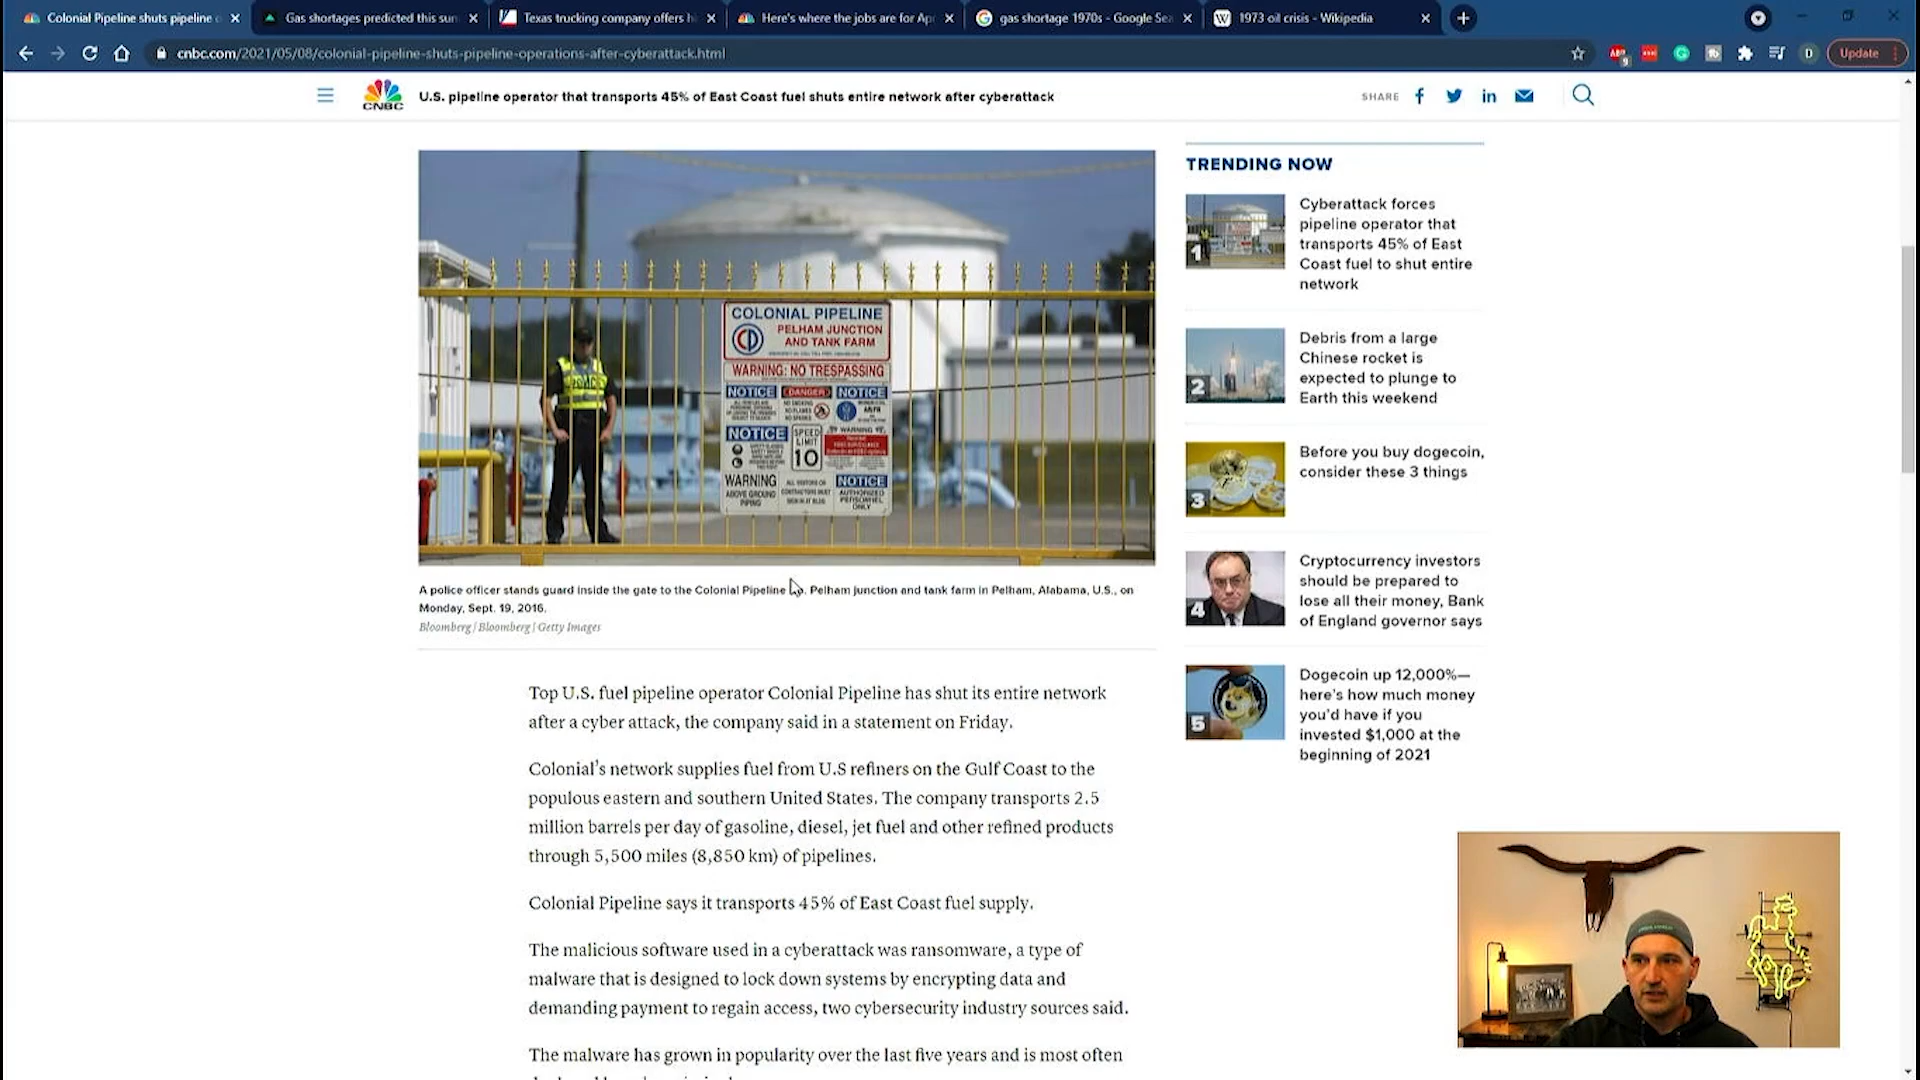 Colonial Pipeline shuts pipeline
Gas shortages predicted this sum
Texas trucking company offers
Here's where the jobs are for Apr
gas shortage 1970s - Google Sea
1973 oil crisis - Wikipedia
cnbc.com/2021/05/08/colonial-pipeline-shuts-pipeline-operations-after-cyberattack.html
D
Update
CNBC
U.S. pipeline operator that transports 45% of East Coast fuel shuts entire network after cyberattack
SHARE
COLONIAL PIPELINE
PELHAM JUNCTION
AND TANK FARM
WARNING: NO TRESPASSING
NOTICE DANGER NOTICE
NOTICE SPEED LIMIT 10 WARNING
WARNING
ABOVE GROUND
PIPING
NOTICE
AUTHORIZED
PERSONNEL
ONLY
POLICE
A police officer stands guard inside the gate to the Colonial Pipeline Pelham junction and tank farm in Pelham, Alabama, U.S., on
Monday, Sept. 19, 2016.
Bloomberg | Bloomberg | Getty Images
Top U.S. fuel pipeline operator Colonial Pipeline has shut its entire network
after a cyber attack, the company said in a statement on Friday.
Colonial's network supplies fuel from U.S refiners on the Gulf Coast to the
populous eastern and southern United States. The company transports 2.5
million barrels per day of gasoline, diesel, jet fuel and other refined products
through 5,500 miles (8,850 km) of pipelines.
Colonial Pipeline says it transports 45% of East Coast fuel supply.
The malicious software used in a cyberattack was ransomware, a type of
malware that is designed to lock down systems by encrypting data and
demanding payment to regain access, two cybersecurity industry sources said.
The malware has grown in popularity over the last five years and is most often
TRENDING NOW
1
Cyberattack forces
pipeline operator that
transports 45% of East
Coast fuel to shut entire
network
2
Debris from a large
Chinese rocket is
expected to plunge to
Earth this weekend
3
Before you buy dogecoin,
consider these 3 things
4
Cryptocurrency investors
should be prepared to
lose all their money, Bank
of England governor says
5
Dogecoin up 12,000%—
here's how much money
you'd have if you
invested $1,000 at the
beginning of 2021